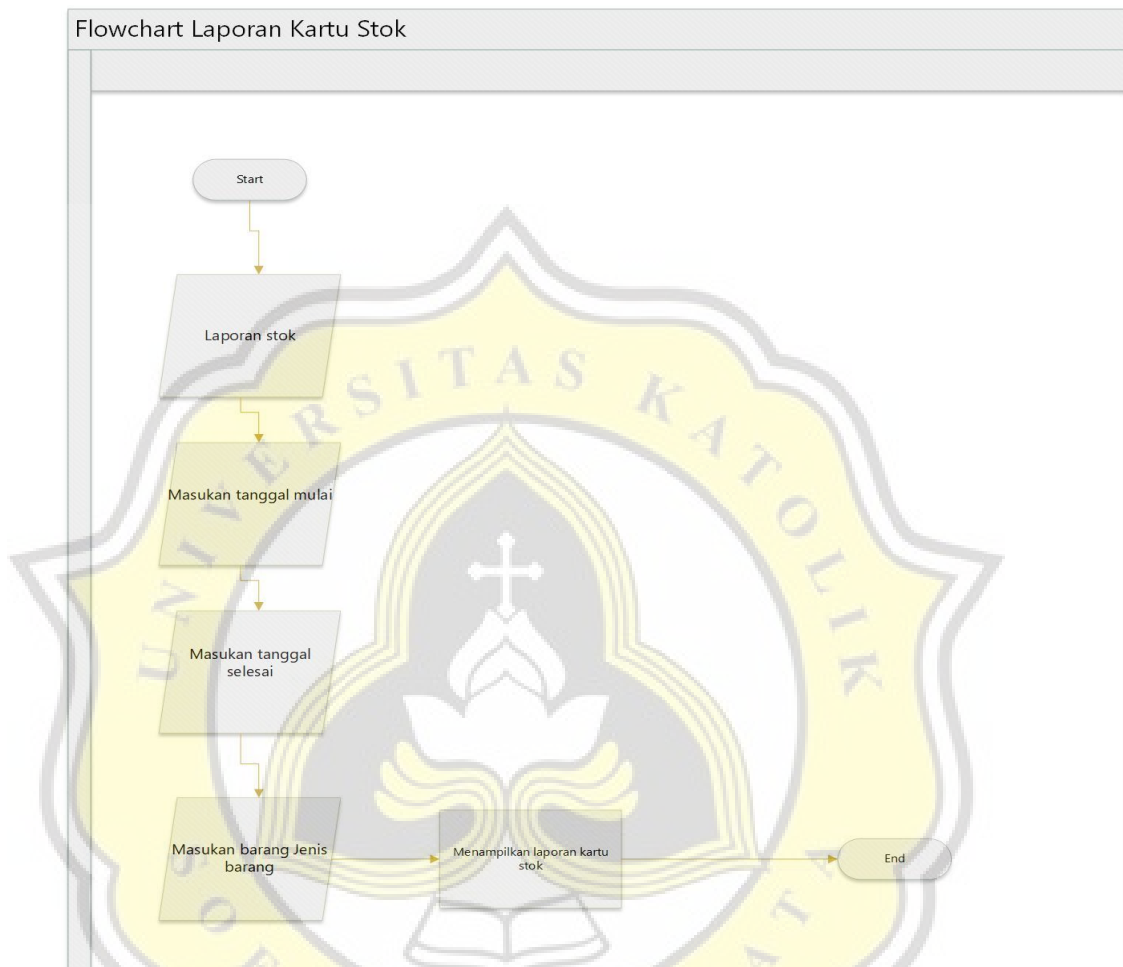 Flowchart Laporan Kartu Stok
Start
Laporan stok
Masukan tanggal mulai
Masukan tanggal
selesai
Masukan barang Jenis
barang
Menampilkan laporan kartu
stok
End
UNIVERSITAS KATOLIK